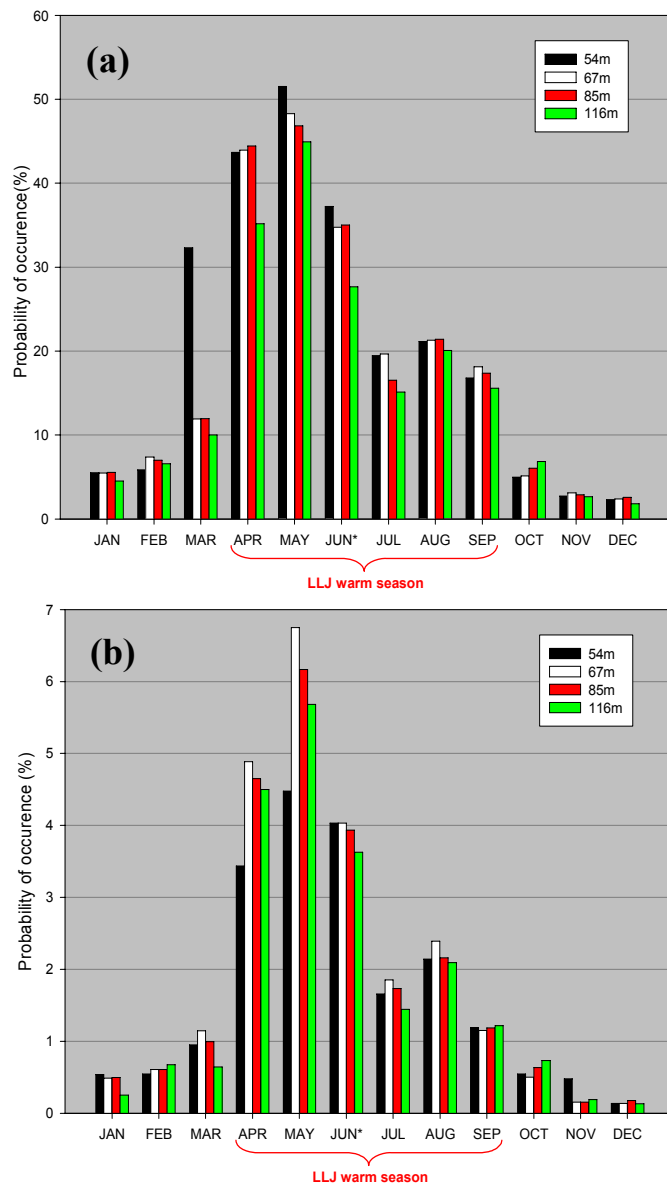 (a)
54m
67m
85m
116m
60
50
40
30
20
10
0
Probability of occurence(%)
JAN FEB MAR APR MAY JUN* JUL AUG SEP OCT NOV DEC
LLJ warm season
(b)
54m
67m
85m
116m
7
6
5
4
3
2
1
0
Probability of occurence (%)
JAN FEB MAR APR MAY JUN* JUL AUG SEP OCT NOV DEC
LLJ warm season